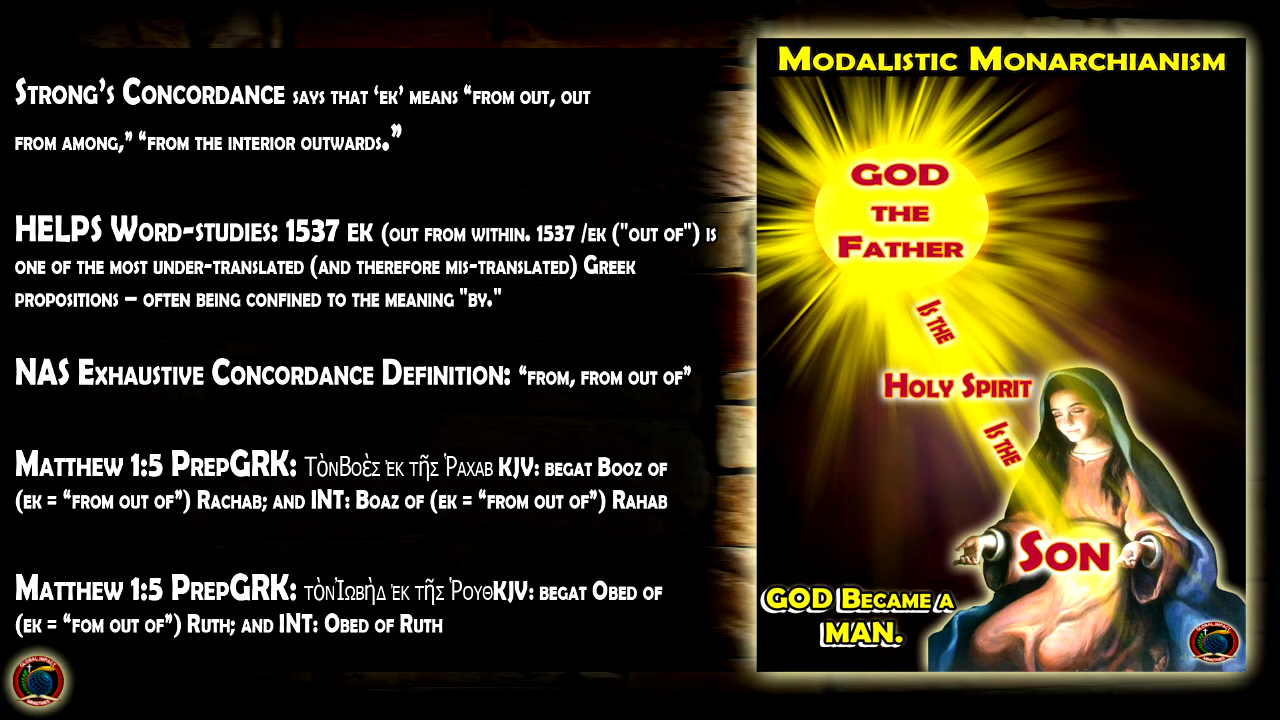 Strong's Concordance says that 'ek' means "from out, out
from among," "from the interior outwards."
HELPS Word-studies: 1537 ek (out from within. 1537 /ek ("out of") is
one of the most under-translated (and therefore mis-translated) Greek
propositions – often being confined to the meaning "by."
NAS Exhaustive Concordance Definition: "from, from out of"
Matthew 1:5 PrepGRK: ΤὸνΒοὲς ἐκ τῆς Ῥαχαβ KJV: begat Booz of
(ek = "from out of") Rachab; and INT: Boaz of (ek = "from out of") Rahab
Matthew 1:5 PrepGRK: τὸνἸωβὴδ ἐκ τῆς ῬουθKJV: begat Obed of
(ek = "fom out of") Ruth; and INT: Obed of Ruth
Modalistic Monarchianism
GOD
THE
Father
Is the
Holy Spirit
Is the
Son
GOD Became a
MAN.
GLOBAL IMPACT
MINISTRIES
GLOBAL IMPACT
MINISTRIES